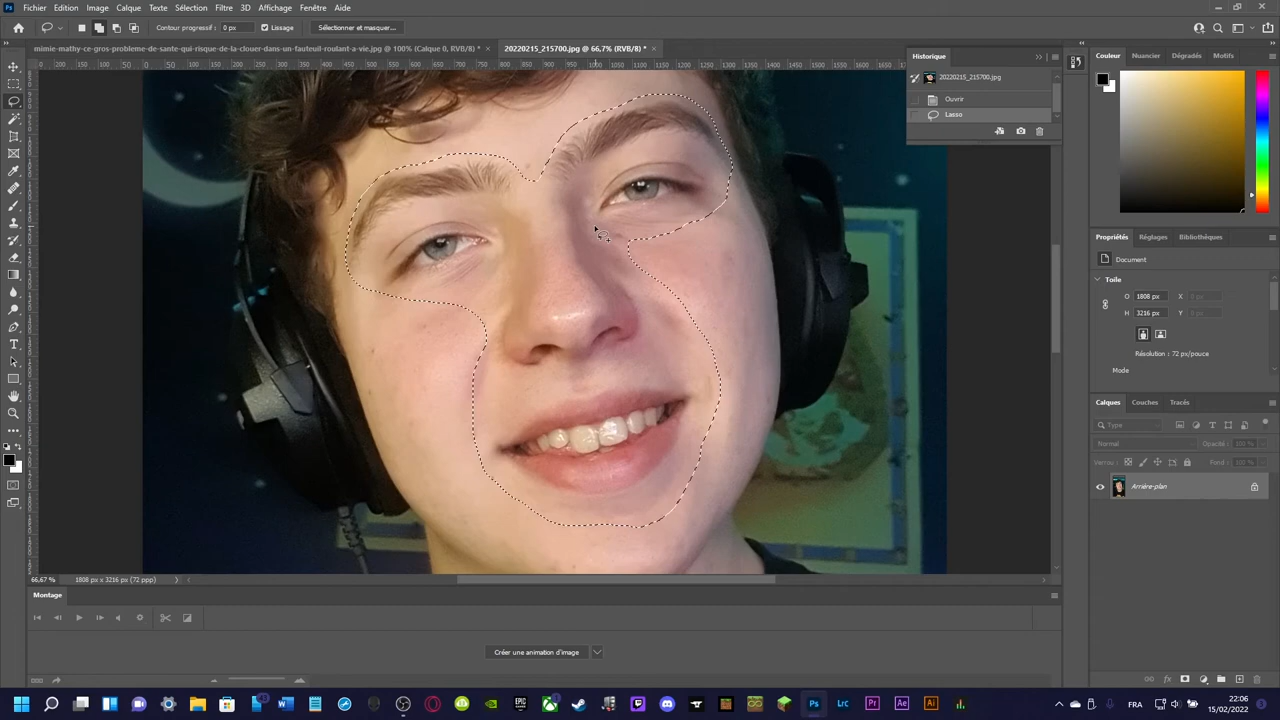 Fichier Edition Image Calque Texte Sélection Filtre 3D Affichage Fenêtre Aide
Contour progressif : 0 px Lissage Sélectionner et masquer...
mimie-mathy-ce-gros-probleme-de-sante-qui-risque-de-la-clouer-dans-un-fauteuil-roulant-a-vie.jpg @ 100% (Calque 0, RVB/8) * × 20220215_215700.jpg @ 66,7% (RVB/8) * ×
Historique
20220215_215700.jpg
Ouvrir
Lasso
Couleur Nuancier Dégradés Motifs
Propriétés Réglages Bibliothèques
Document
Toile
O 1808 px X 0 px
H 3216 px Y 0 px
Résolution : 72 px/pouce
Mode
Calques Couches Tracés
Type
Normal Opacité : 100 %
Verrou : Fond : 100 %
Arrière-plan
66,67 % 1808 px x 3216 px (72 ppp)
Montage
Créer une animation d'image
22:06
FRA
15/02/2022